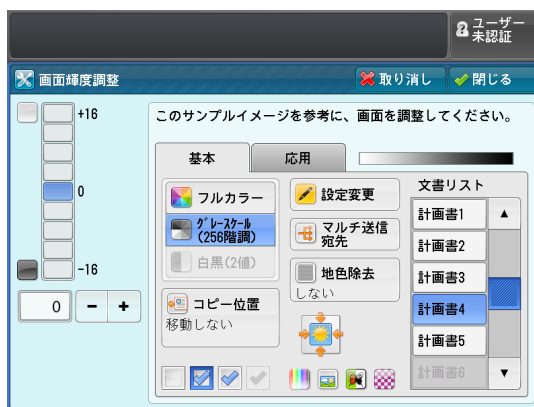 ユーザー
未認証
画面輝度調整
取り消し
閉じる
+16
0
-16
0
− +
このサンプルイメージを参考に、画面を調整してください。
基本
応用
フルカラー
グレースケール
(256階調)
白黒(2値)
コピー位置
移動しない
設定変更
マルチ送信
宛先
地色除去
しない
文書リスト
計画書1
計画書2
計画書3
計画書4
計画書5
計画書6